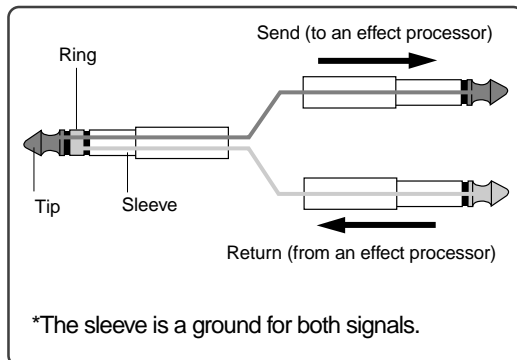 Send (to an effect processor)
Ring
Tip
Sleeve
Return (from an effect processor)
*The sleeve is a ground for both signals.